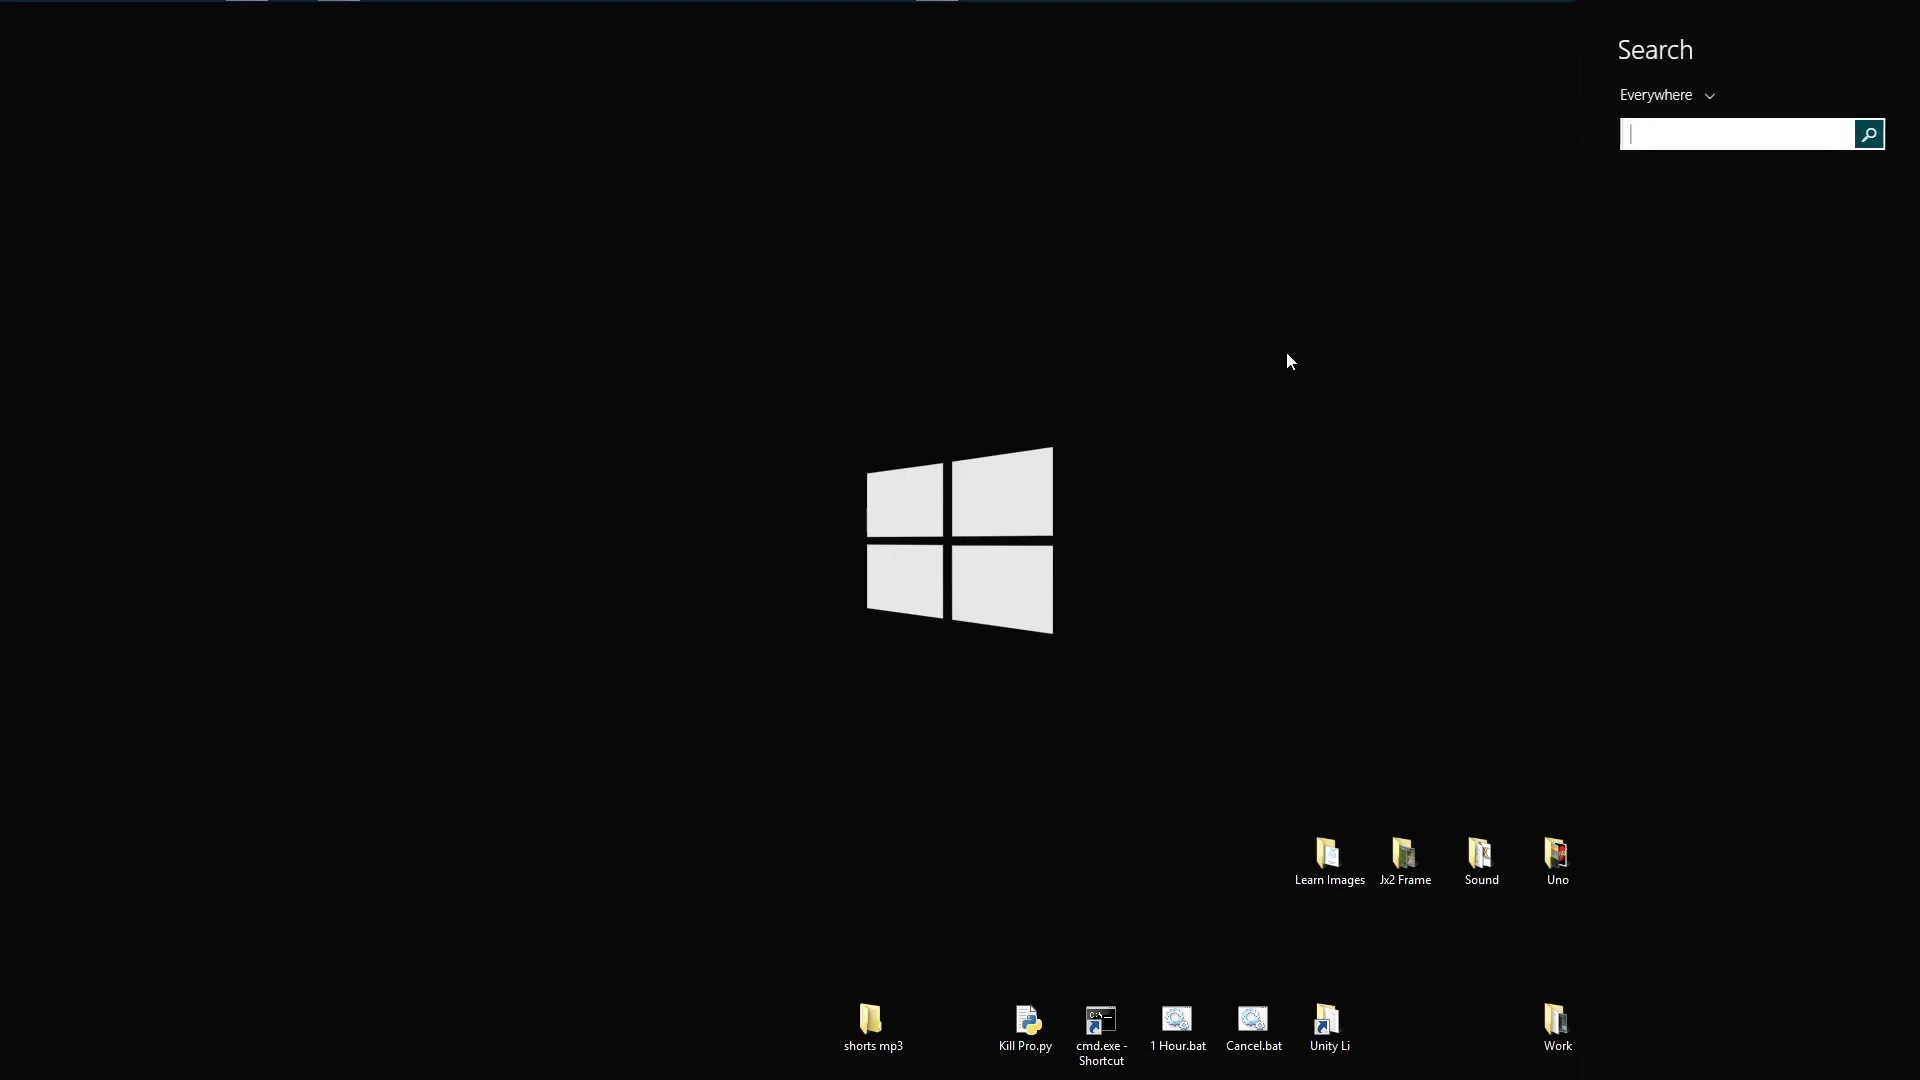 Search
Everywhere
Learn Images
Jx2 Frame
Sound
Uno
shorts mp3
Kill Pro.py
cmd.exe -
Shortcut
1 Hour.bat
Cancel.bat
Unity Li
Work